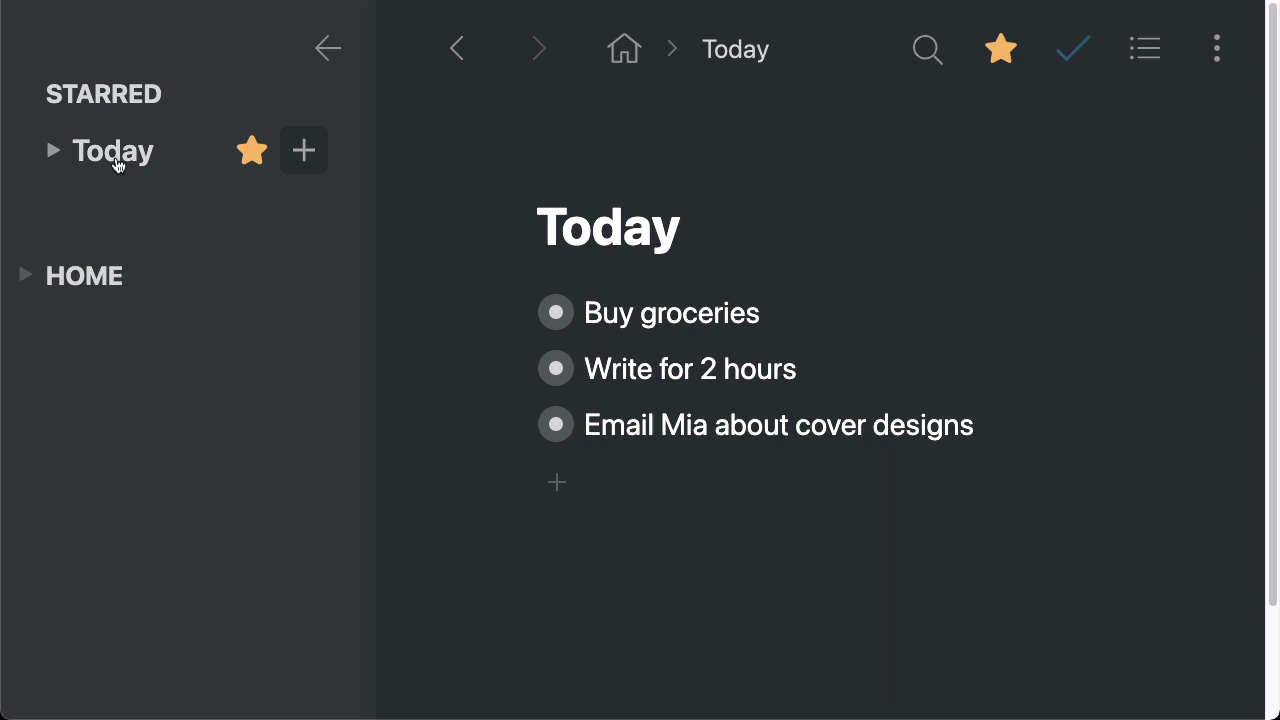 STARRED
Today
HOME
Today
Today
Buy groceries
Write for 2 hours
Email Mia about cover designs